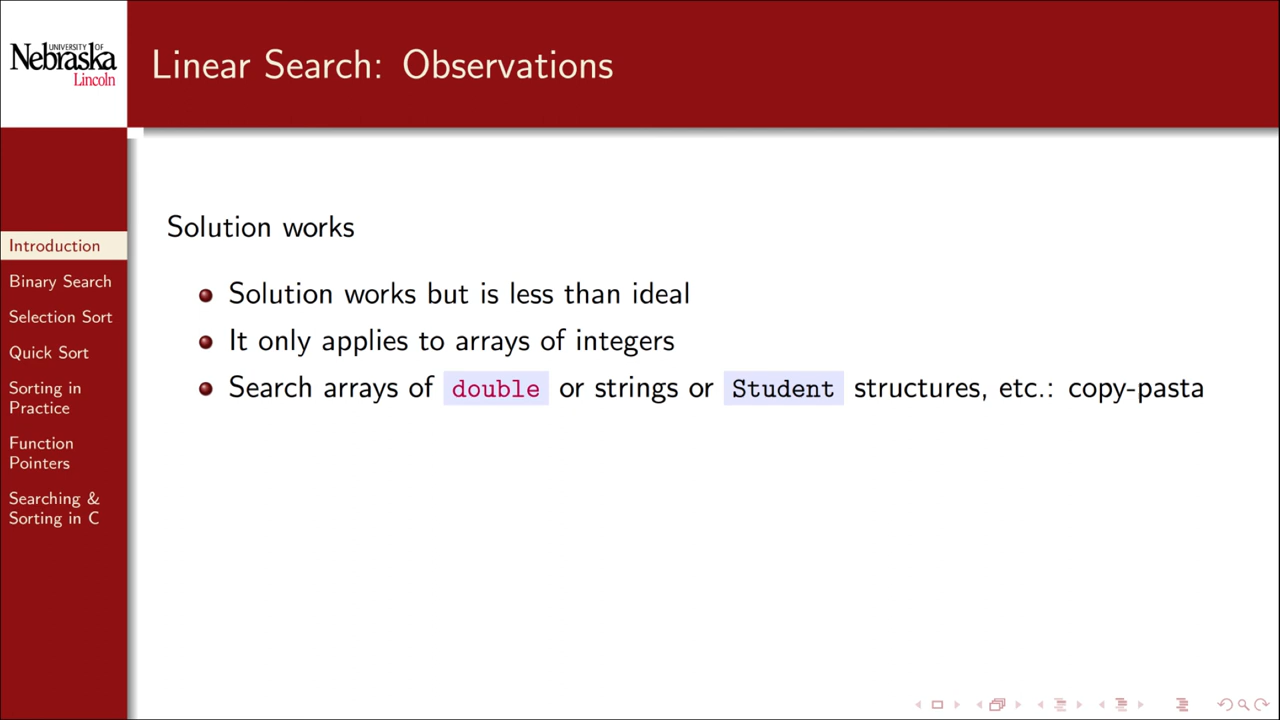 UNIVERSITY OF
Nebraska
Lincoln
Linear Search: Observations
Introduction
Binary Search
Selection Sort
Quick Sort
Sorting in
Practice
Function
Pointers
Searching &
Sorting in C
Solution works
Solution works but is less than ideal
It only applies to arrays of integers
Search arrays of double or strings or Student structures, etc.: copy-pasta